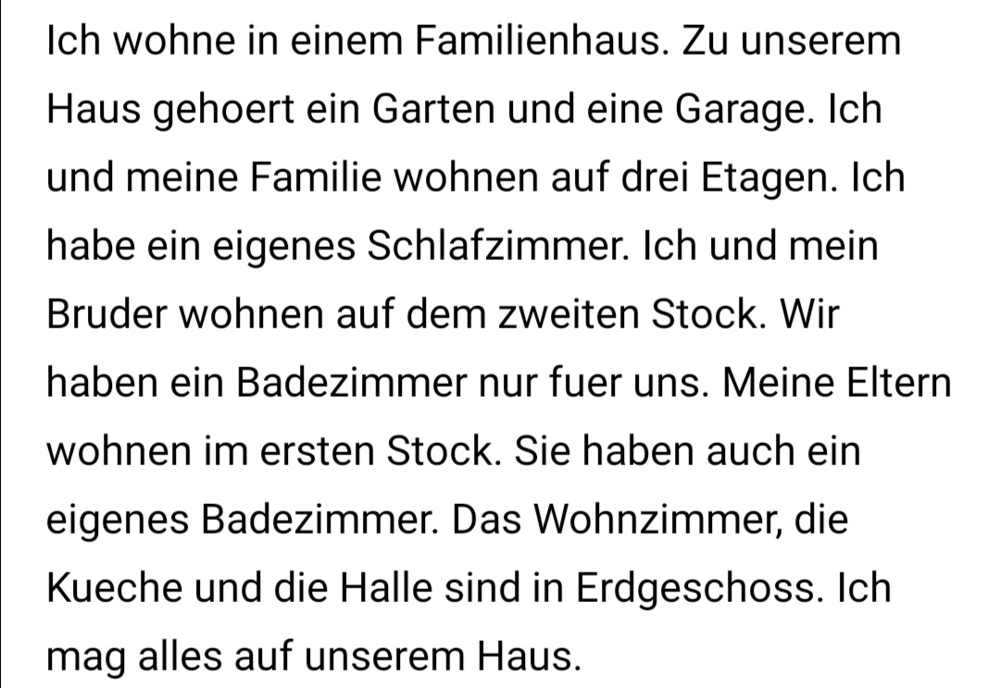 Ich wohne in einem Familienhaus. Zu unserem
Haus gehoert ein Garten und eine Garage. Ich
und meine Familie wohnen auf drei Etagen. Ich
habe ein eigenes Schlafzimmer. Ich und mein
Bruder wohnen auf dem zweiten Stock. Wir
haben ein Badezimmer nur fuer uns. Meine Eltern
wohnen im ersten Stock. Sie haben auch ein
eigenes Badezimmer. Das Wohnzimmer, die
Kueche und die Halle sind in Erdgeschoss. Ich
mag alles auf unserem Haus.